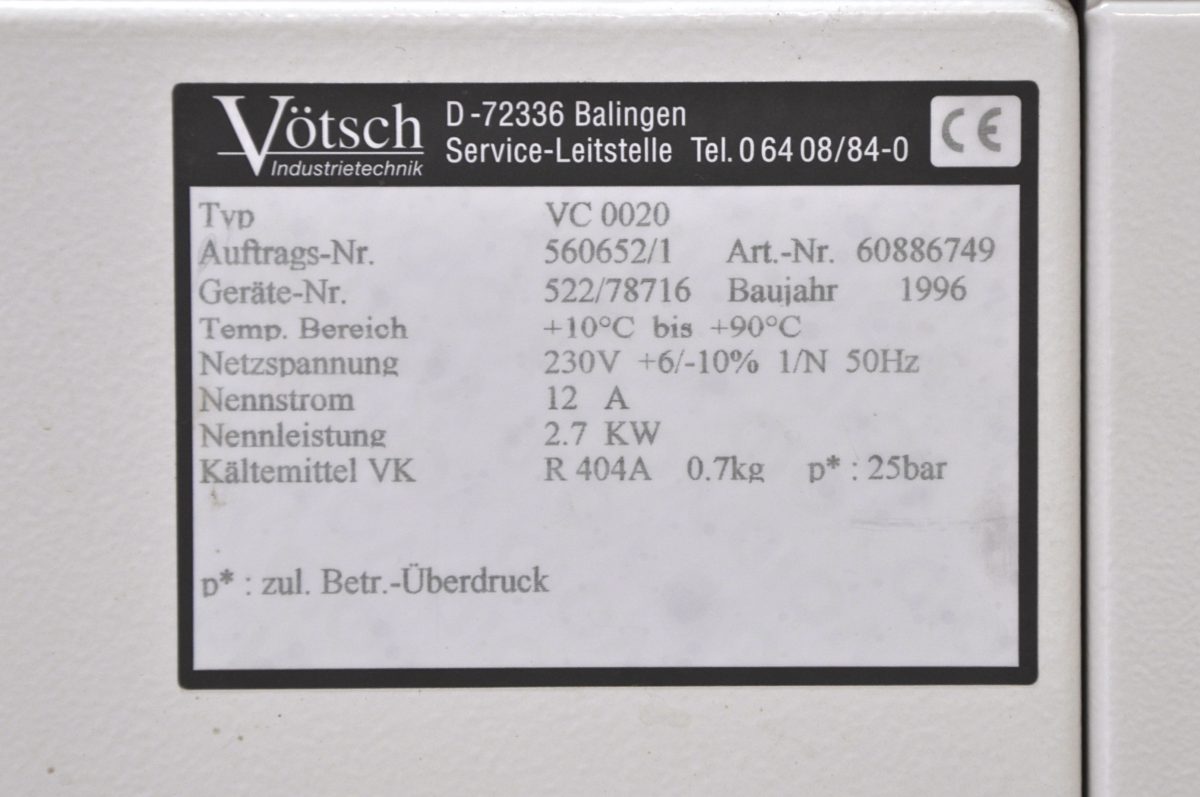 Vötsch
Industrietechnik
D-72336 Balingen
Service-Leitstelle Tel. 0 64 08/84-0
CE
Typ VC 0020
Auftrags-Nr. 560652/1 Art.-Nr. 60886749
Geräte-Nr. 522/78716 Baujahr 1996
Temp. Bereich +10°C bis +90°C
Netzspannung 230V +6/-10% 1/N 50Hz
Nennstrom 12 A
Nennleistung 2.7 KW
Kältemittel VK R 404A 0.7kg p* : 25bar
p* : zul. Betr.-Überdruck